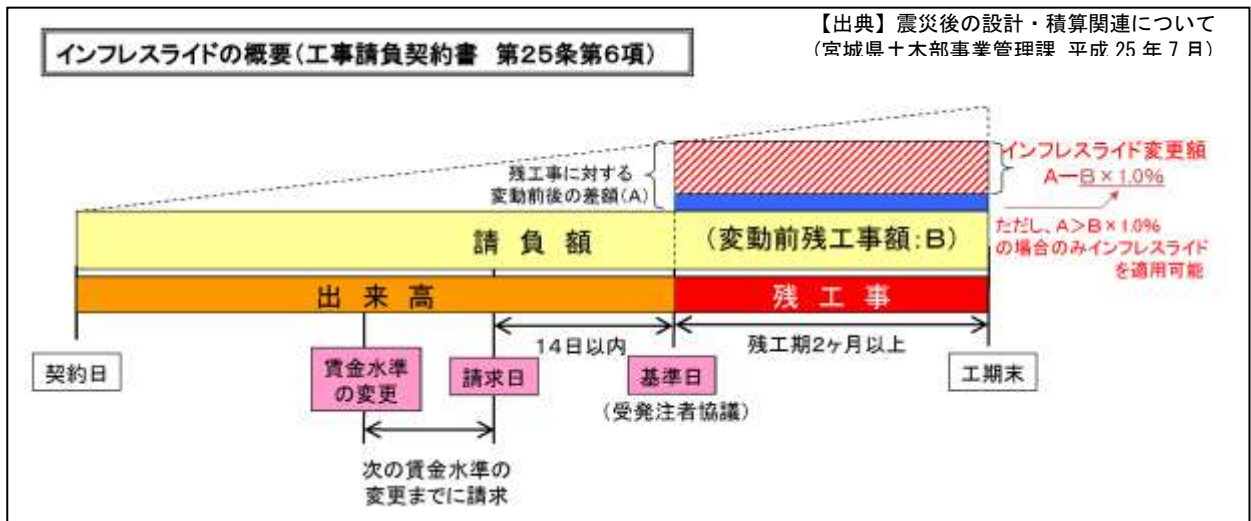 【出典】震災後の設計・積算関連について
(宮城県土木部事業管理課 平成25年7月)
インフレスライドの概要(工事請負契約書 第25条第6項)
残工事に対する
変動前後の差額(A)
インフレスライド変更額
A－B×1.0%
ただし、A>B×1.0%
の場合のみインフレスライド
を適用可能
請負額
(変動前残工事額:B)
出来高
残工事
14日以内
残工期2ヶ月以上
契約日
賃金水準
の変更
請求日
基準日
(受発注者協議)
工期末
次の賃金水準の
変更までに請求